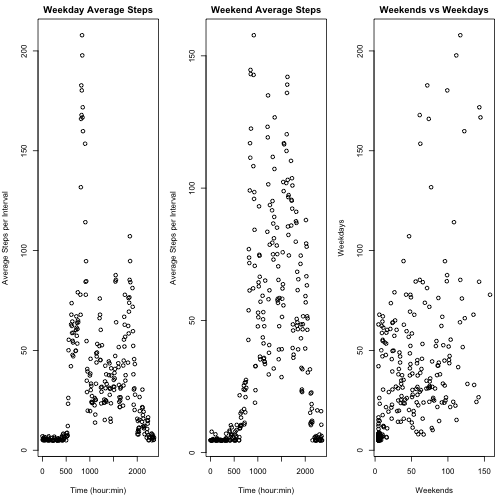 Weekday Average Steps
Average Steps per Interval
200
150
100
50
0
0 500 1000 2000
Time (hour:min)
Weekend Average Steps
Average Steps per Interval
150
100
50
0
0 500 1000 2000
Time (hour:min)
Weekends vs Weekdays
Weekdays
200
150
100
50
0
0 50 100 150
Weekends